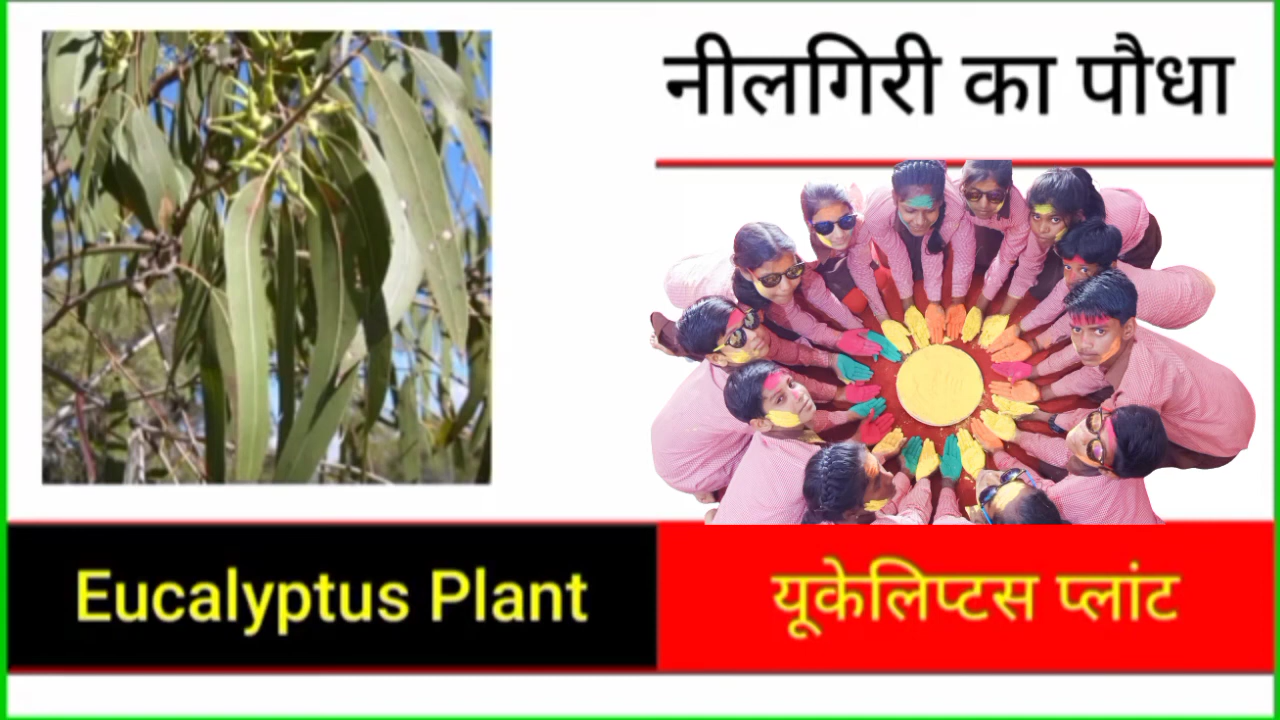 नीलगिरी का पौधा
Eucalyptus Plant
यूकेलिप्टस प्लांट